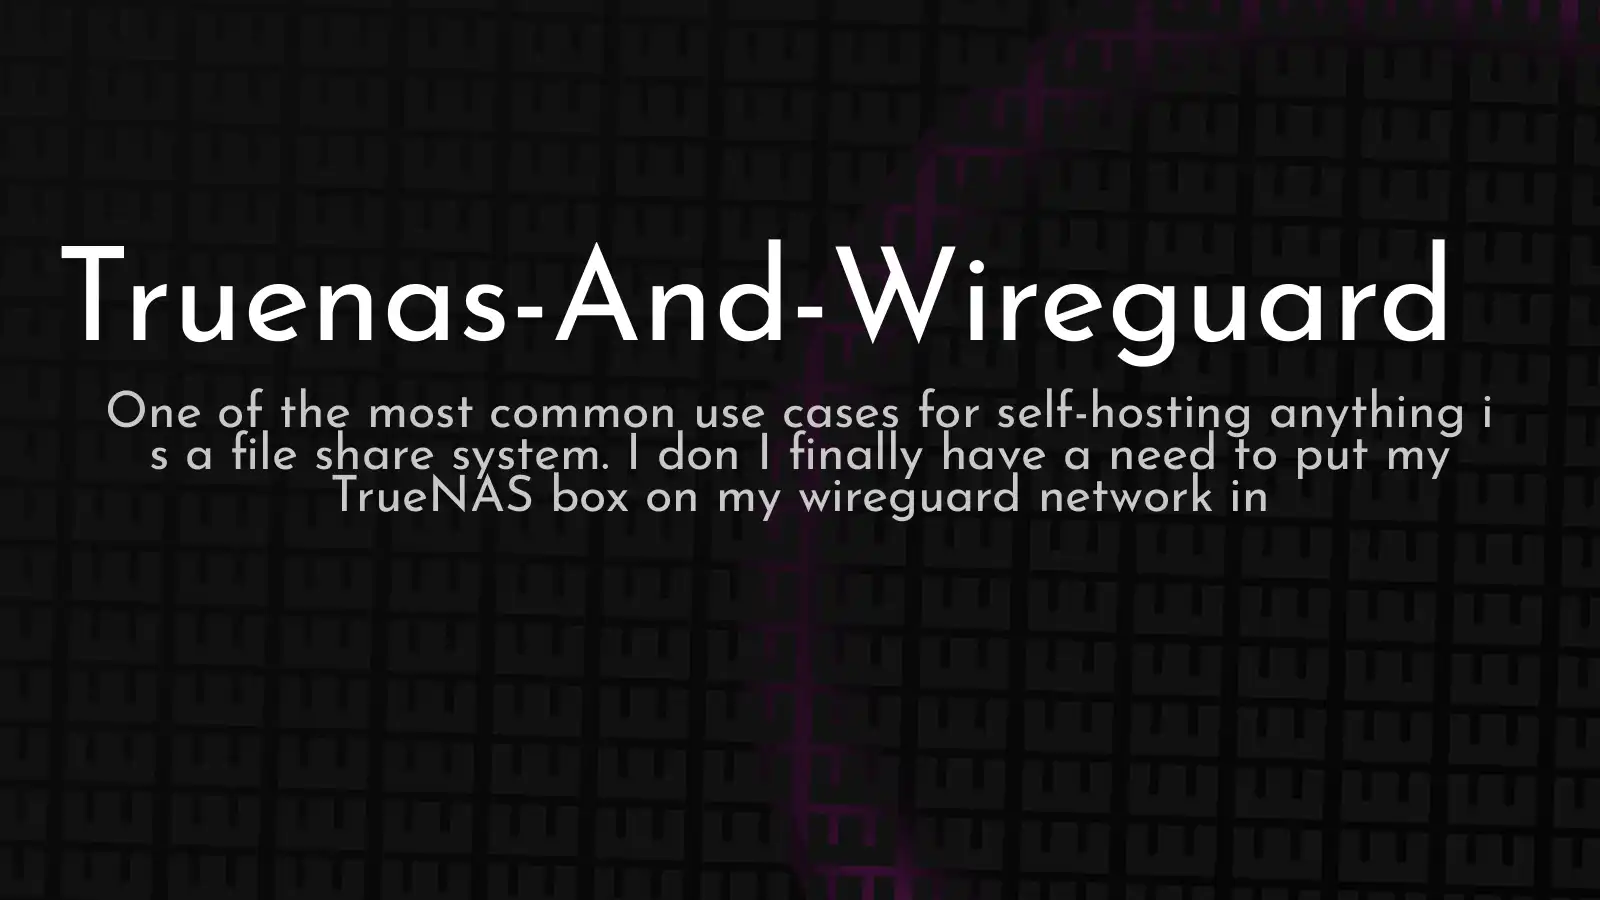 Truenas-And-Wireguard
One of the most common use cases for self-hosting anything i
s a file share system. I don I finally have a need to put my
TrueNAS box on my wireguard network in